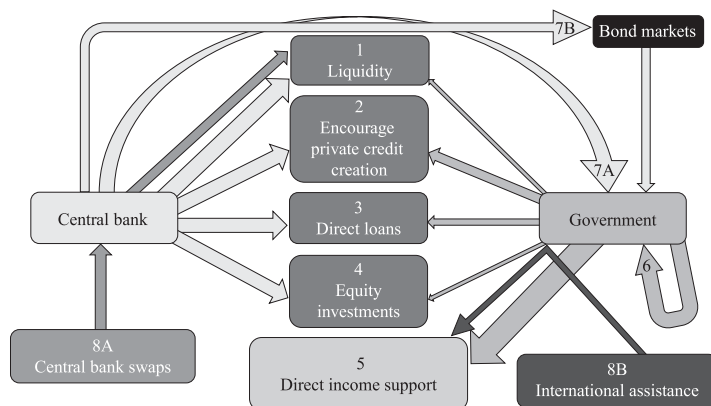 7B
Bond markets
1
Liquidity
2
Encourage
private credit
creation
7A
Central bank
3
Direct loans
Government
4
Equity
investments
6
8A
Central bank swaps
5
Direct income support
8B
International assistance